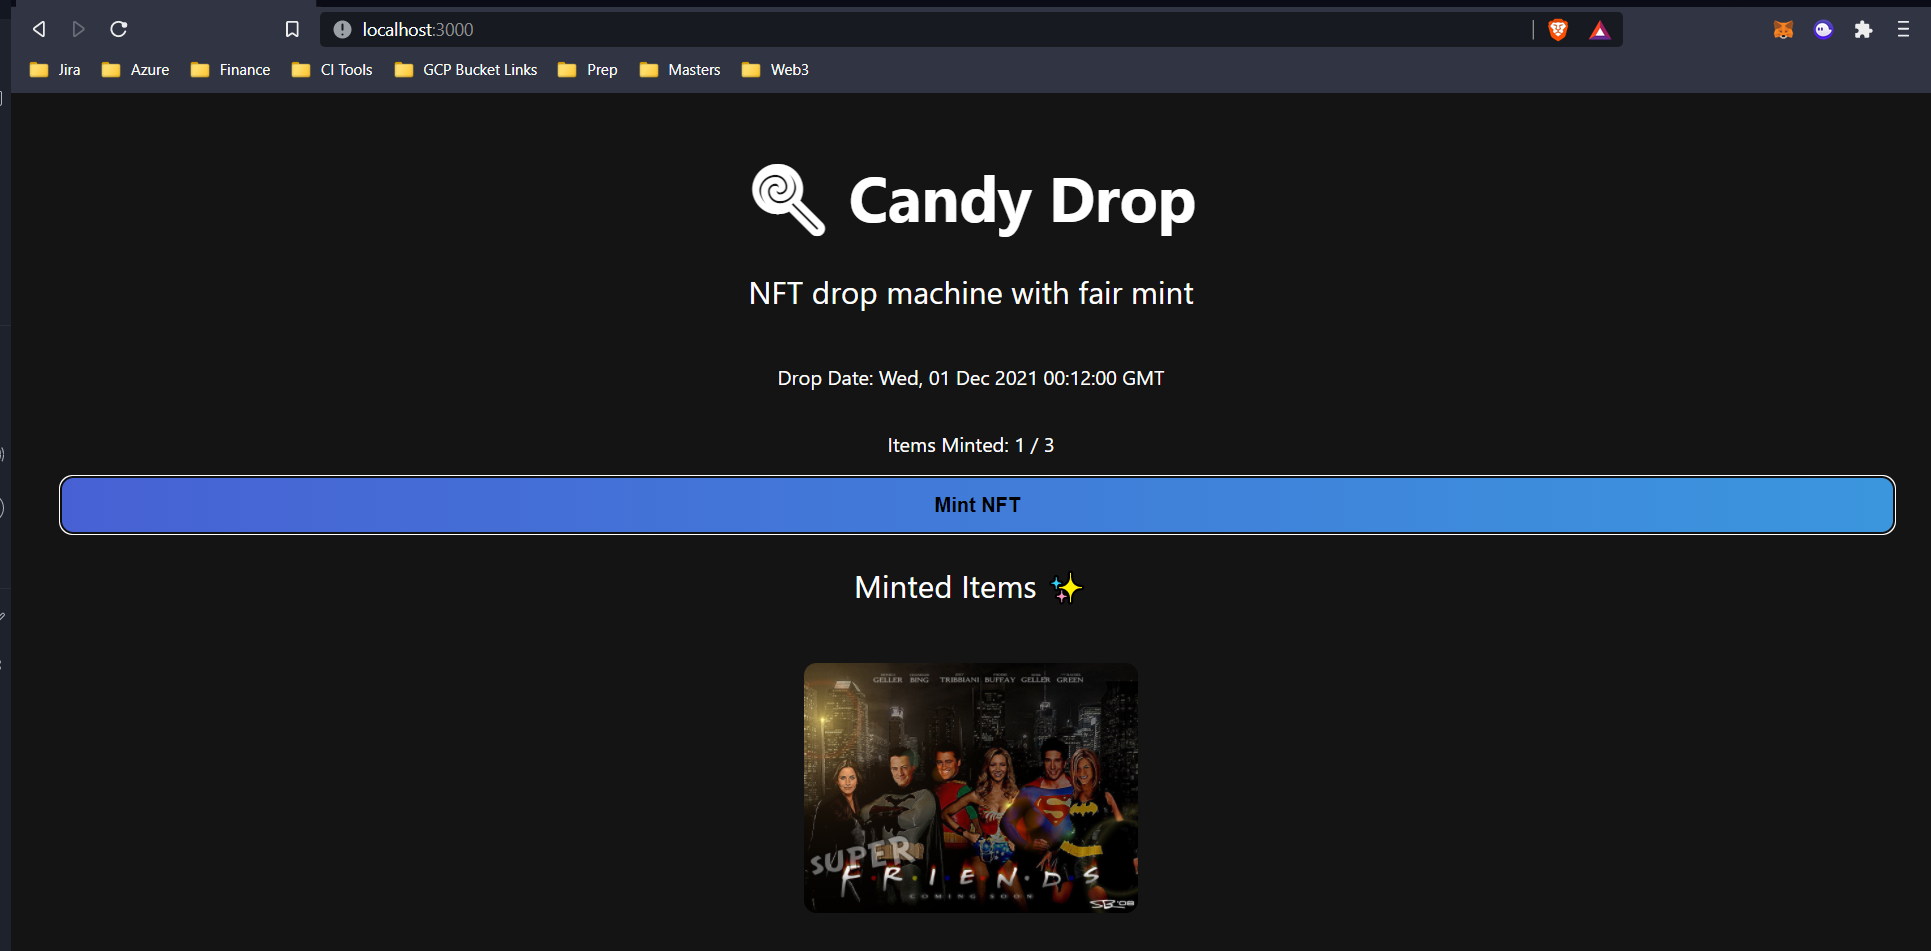 localhost:3000
Jira Azure Finance CI Tools GCP Bucket Links Prep Masters Web3
Candy Drop
NFT drop machine with fair mint
Drop Date: Wed, 01 Dec 2021 00:12:00 GMT
Items Minted: 1 / 3
Mint NFT
Minted Items ✨
GELLER BING TRIBBIANI BUFFAY GELLER GREEN
SUPER
F·R·I·E·N·D·S
COMING SOON